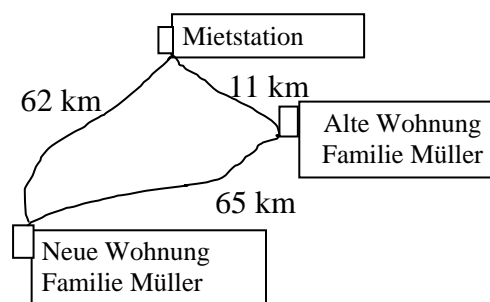 Mietstation
62 km
11 km
Alte Wohnung
Familie Müller
65 km
Neue Wohnung
Familie Müller